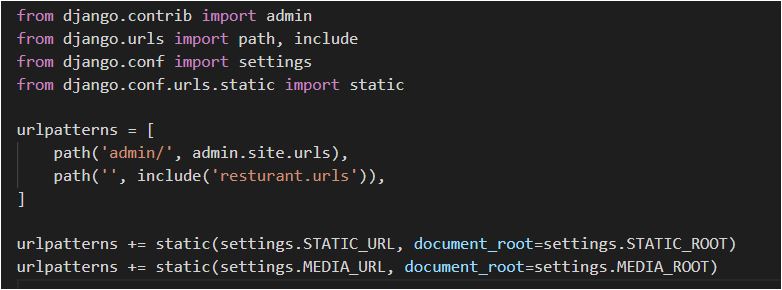 from django.contrib import admin
from django.urls import path, include
from django.conf import settings
from django.conf.urls.static import static
urlpatterns = [
    path('admin/', admin.site.urls),
    path('', include('resturant.urls')),
]
urlpatterns += static(settings.STATIC_URL, document_root=settings.STATIC_ROOT)
urlpatterns += static(settings.MEDIA_URL, document_root=settings.MEDIA_ROOT)